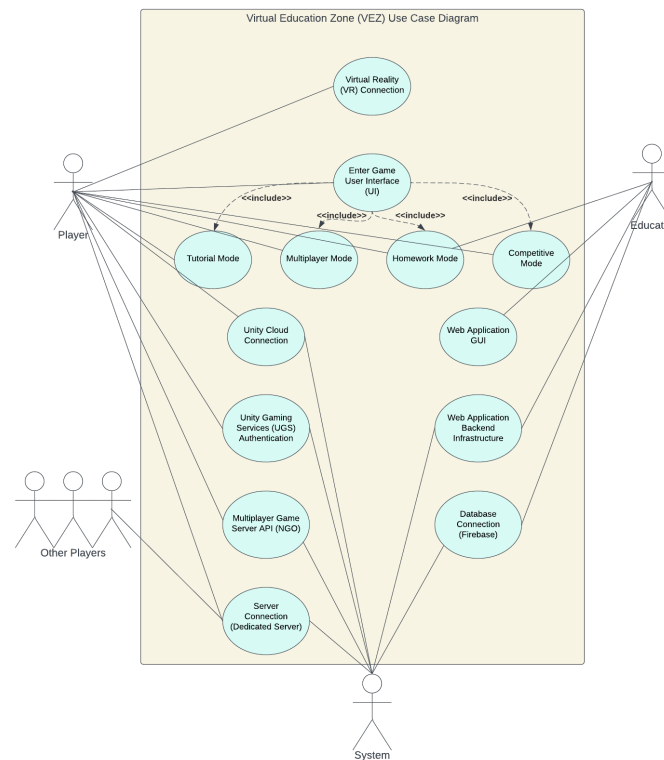 Virtual Education Zone (VEZ) Use Case Diagram
Virtual Reality
(VR) Connection
Enter Game
User Interface
(UI)
<<include>>
<<include>>
<<include>>
<<include>>
Player
Educat
Tutorial Mode
Multiplayer Mode
Homework Mode
Competitive
Mode
Unity Cloud
Connection
Web Application
GUI
Unity Gaming
Services (UGS)
Authentication
Web Application
Backend
Infrastructure
Multiplayer Game
Server API (NGO)
Database
Connection
(Firebase)
Other Players
Server
Connection
(Dedicated Server)
System